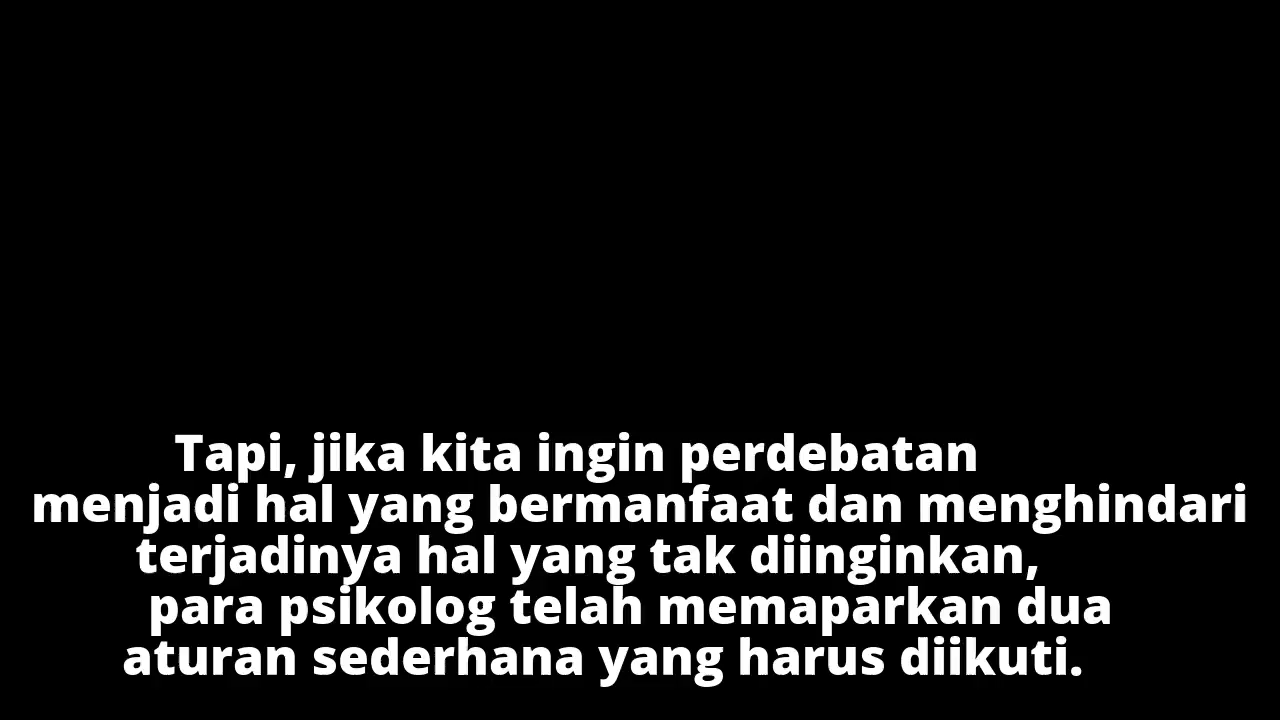 Tapi, jika kita ingin perdebatan
menjadi hal yang bermanfaat dan menghindari
terjadinya hal yang tak diinginkan,
para psikolog telah memaparkan dua
aturan sederhana yang harus diikuti.